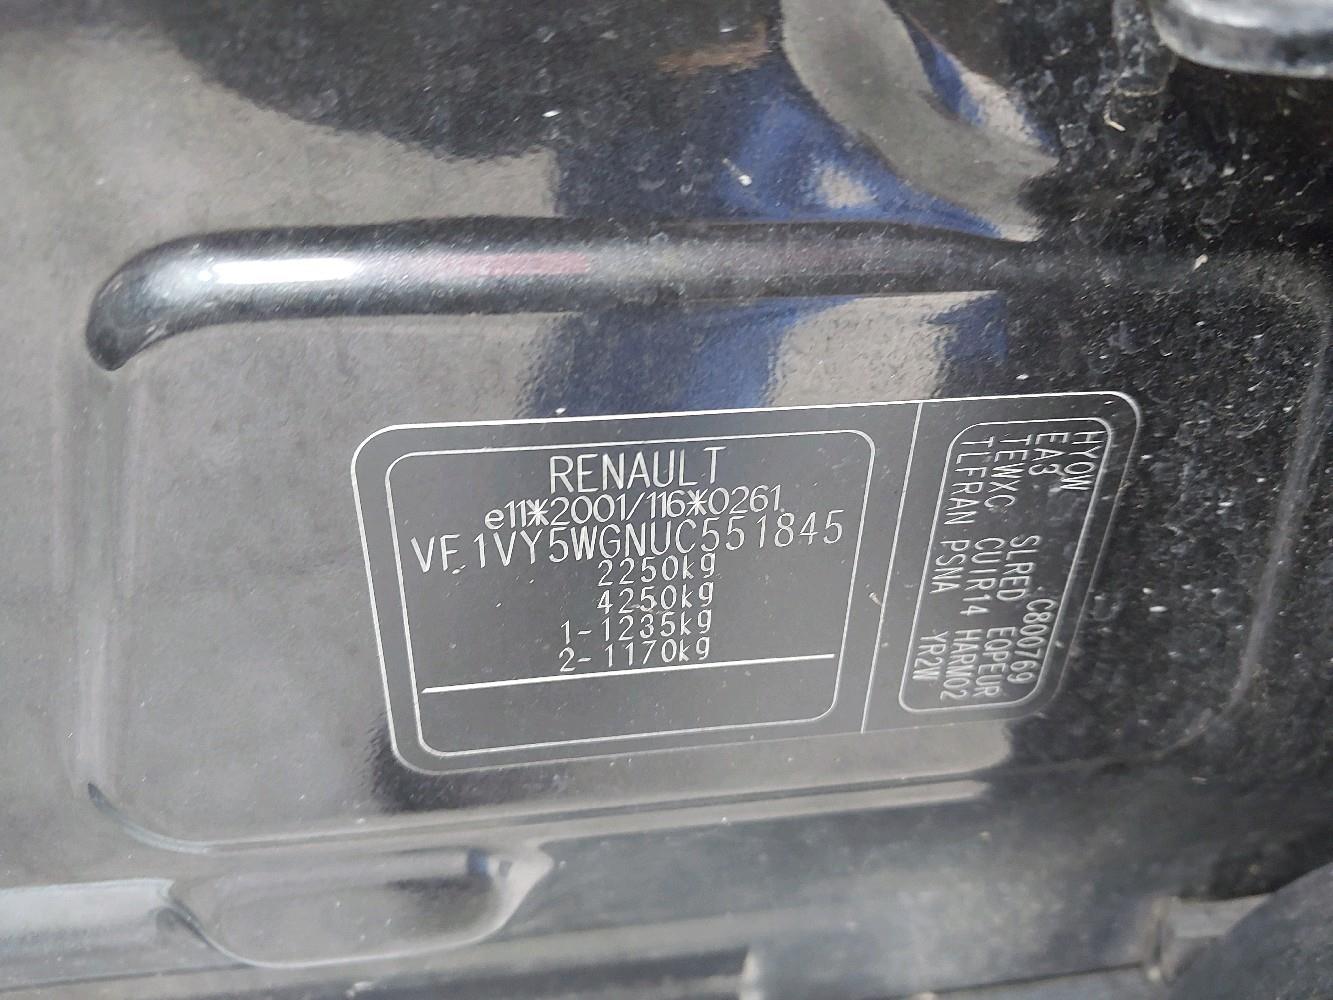 RENAULT
e11*2001/116*0261
VF1VY5WGNUC551845
2250kg
4250kg
1-1235kg
2-1170kg
HYOW C800769
EA3 SLRED EQPEUR
TEWXC CUIR14 HARM02
TLFRAN PSNA YR2W